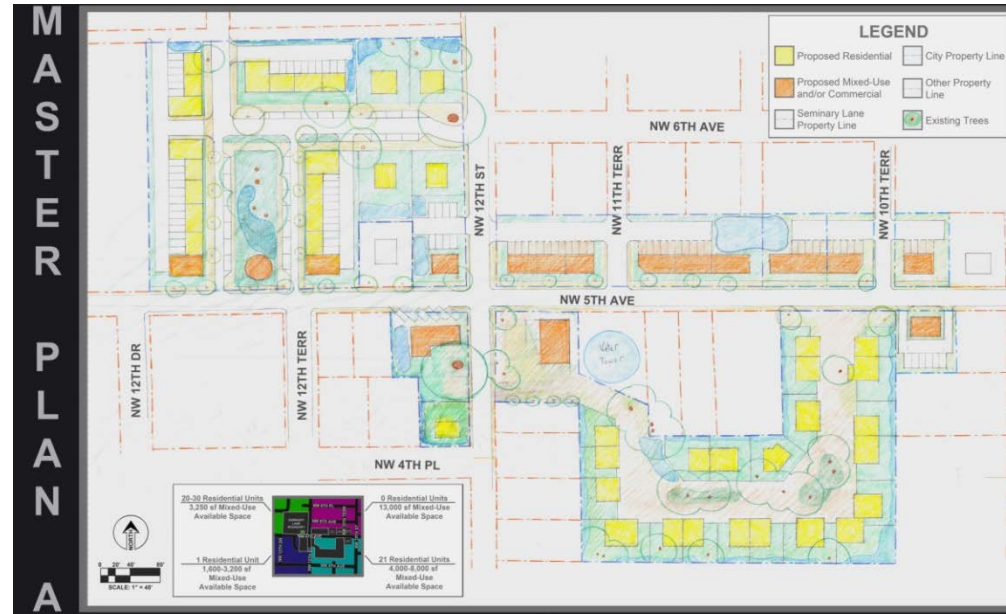 MASTER PLAN A
LEGEND
Proposed Residential
Proposed Mixed-Use
and/or Commercial
Seminary Lane
Property Line
City Property Line
Other Property
Line
Existing Trees
NW 6TH AVE
NW 12TH ST
NW 11TH TERR
NW 10TH TERR
NW 5TH AVE
NW 12TH DR
NW 12TH TERR
NW 4TH PL
20-30 Residential Units
3,250 sf of Mixed-Use
Available Space
0 Residential Units
13,000 sf of Mixed-Use
Available Space
1 Residential Unit
1,600-3,200 sf of
Mixed-Use
Available Space
21 Residential Units
4,000-8,000 sf of
Mixed-Use
Available Space
NORTH
0 20' 40' 80'
SCALE: 1" = 40'